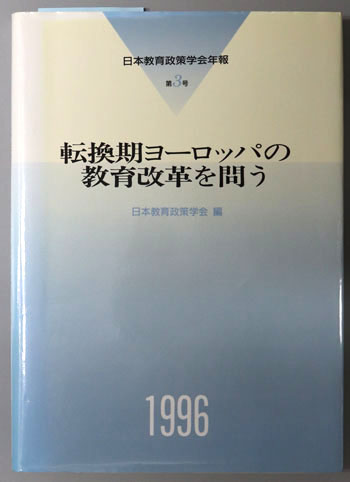 日本教育政策学会年報
第3号
転換期ヨーロッパの
教育改革を問う
日本教育政策学会 編
1996